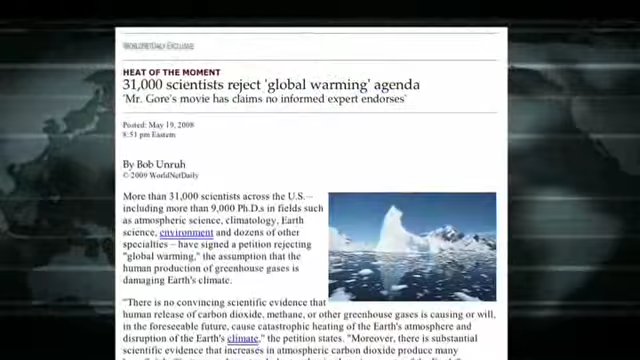 WORLDNETDAILY EXCLUSIVE
HEAT OF THE MOMENT
31,000 scientists reject 'global warming' agenda
'Mr. Gore's movie has claims no informed expert endorses'
Posted: May 19, 2008
8:51 pm Eastern
By Bob Unruh
© 2009 WorldNetDaily
More than 31,000 scientists across the U.S. –
including more than 9,000 Ph.D.s in fields such
as atmospheric science, climatology, Earth
science, environment and dozens of other
specialties – have signed a petition rejecting
"global warming," the assumption that the
human production of greenhouse gases is
damaging Earth's climate.
"There is no convincing scientific evidence that
human release of carbon dioxide, methane, or other greenhouse gases is causing or will,
in the foreseeable future, cause catastrophic heating of the Earth's atmosphere and
disruption of the Earth's climate," the petition states. "Moreover, there is substantial
scientific evidence that increases in atmospheric carbon dioxide produce many